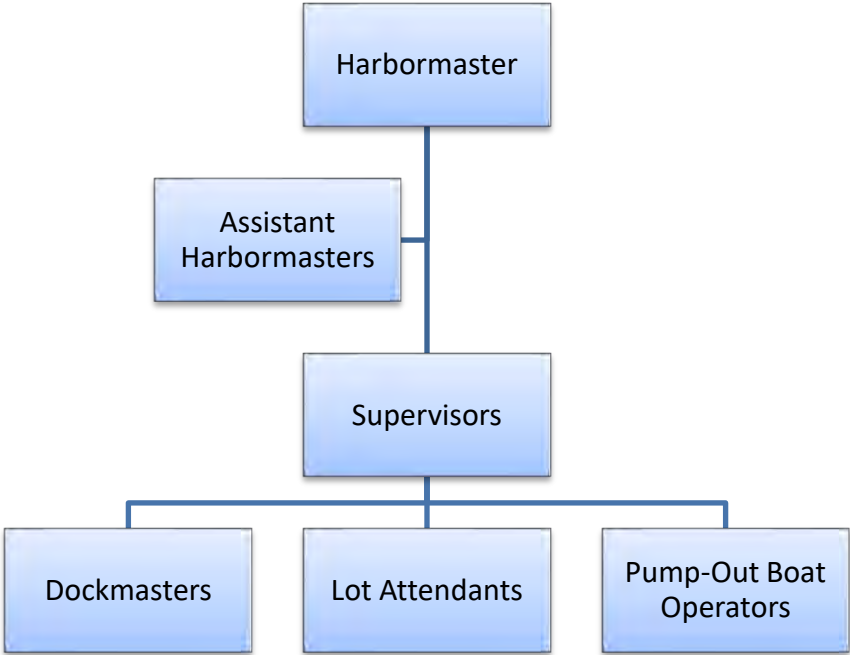 Harbormaster
Assistant
Harbormasters
Supervisors
Dockmasters
Lot Attendants
Pump-Out Boat
Operators